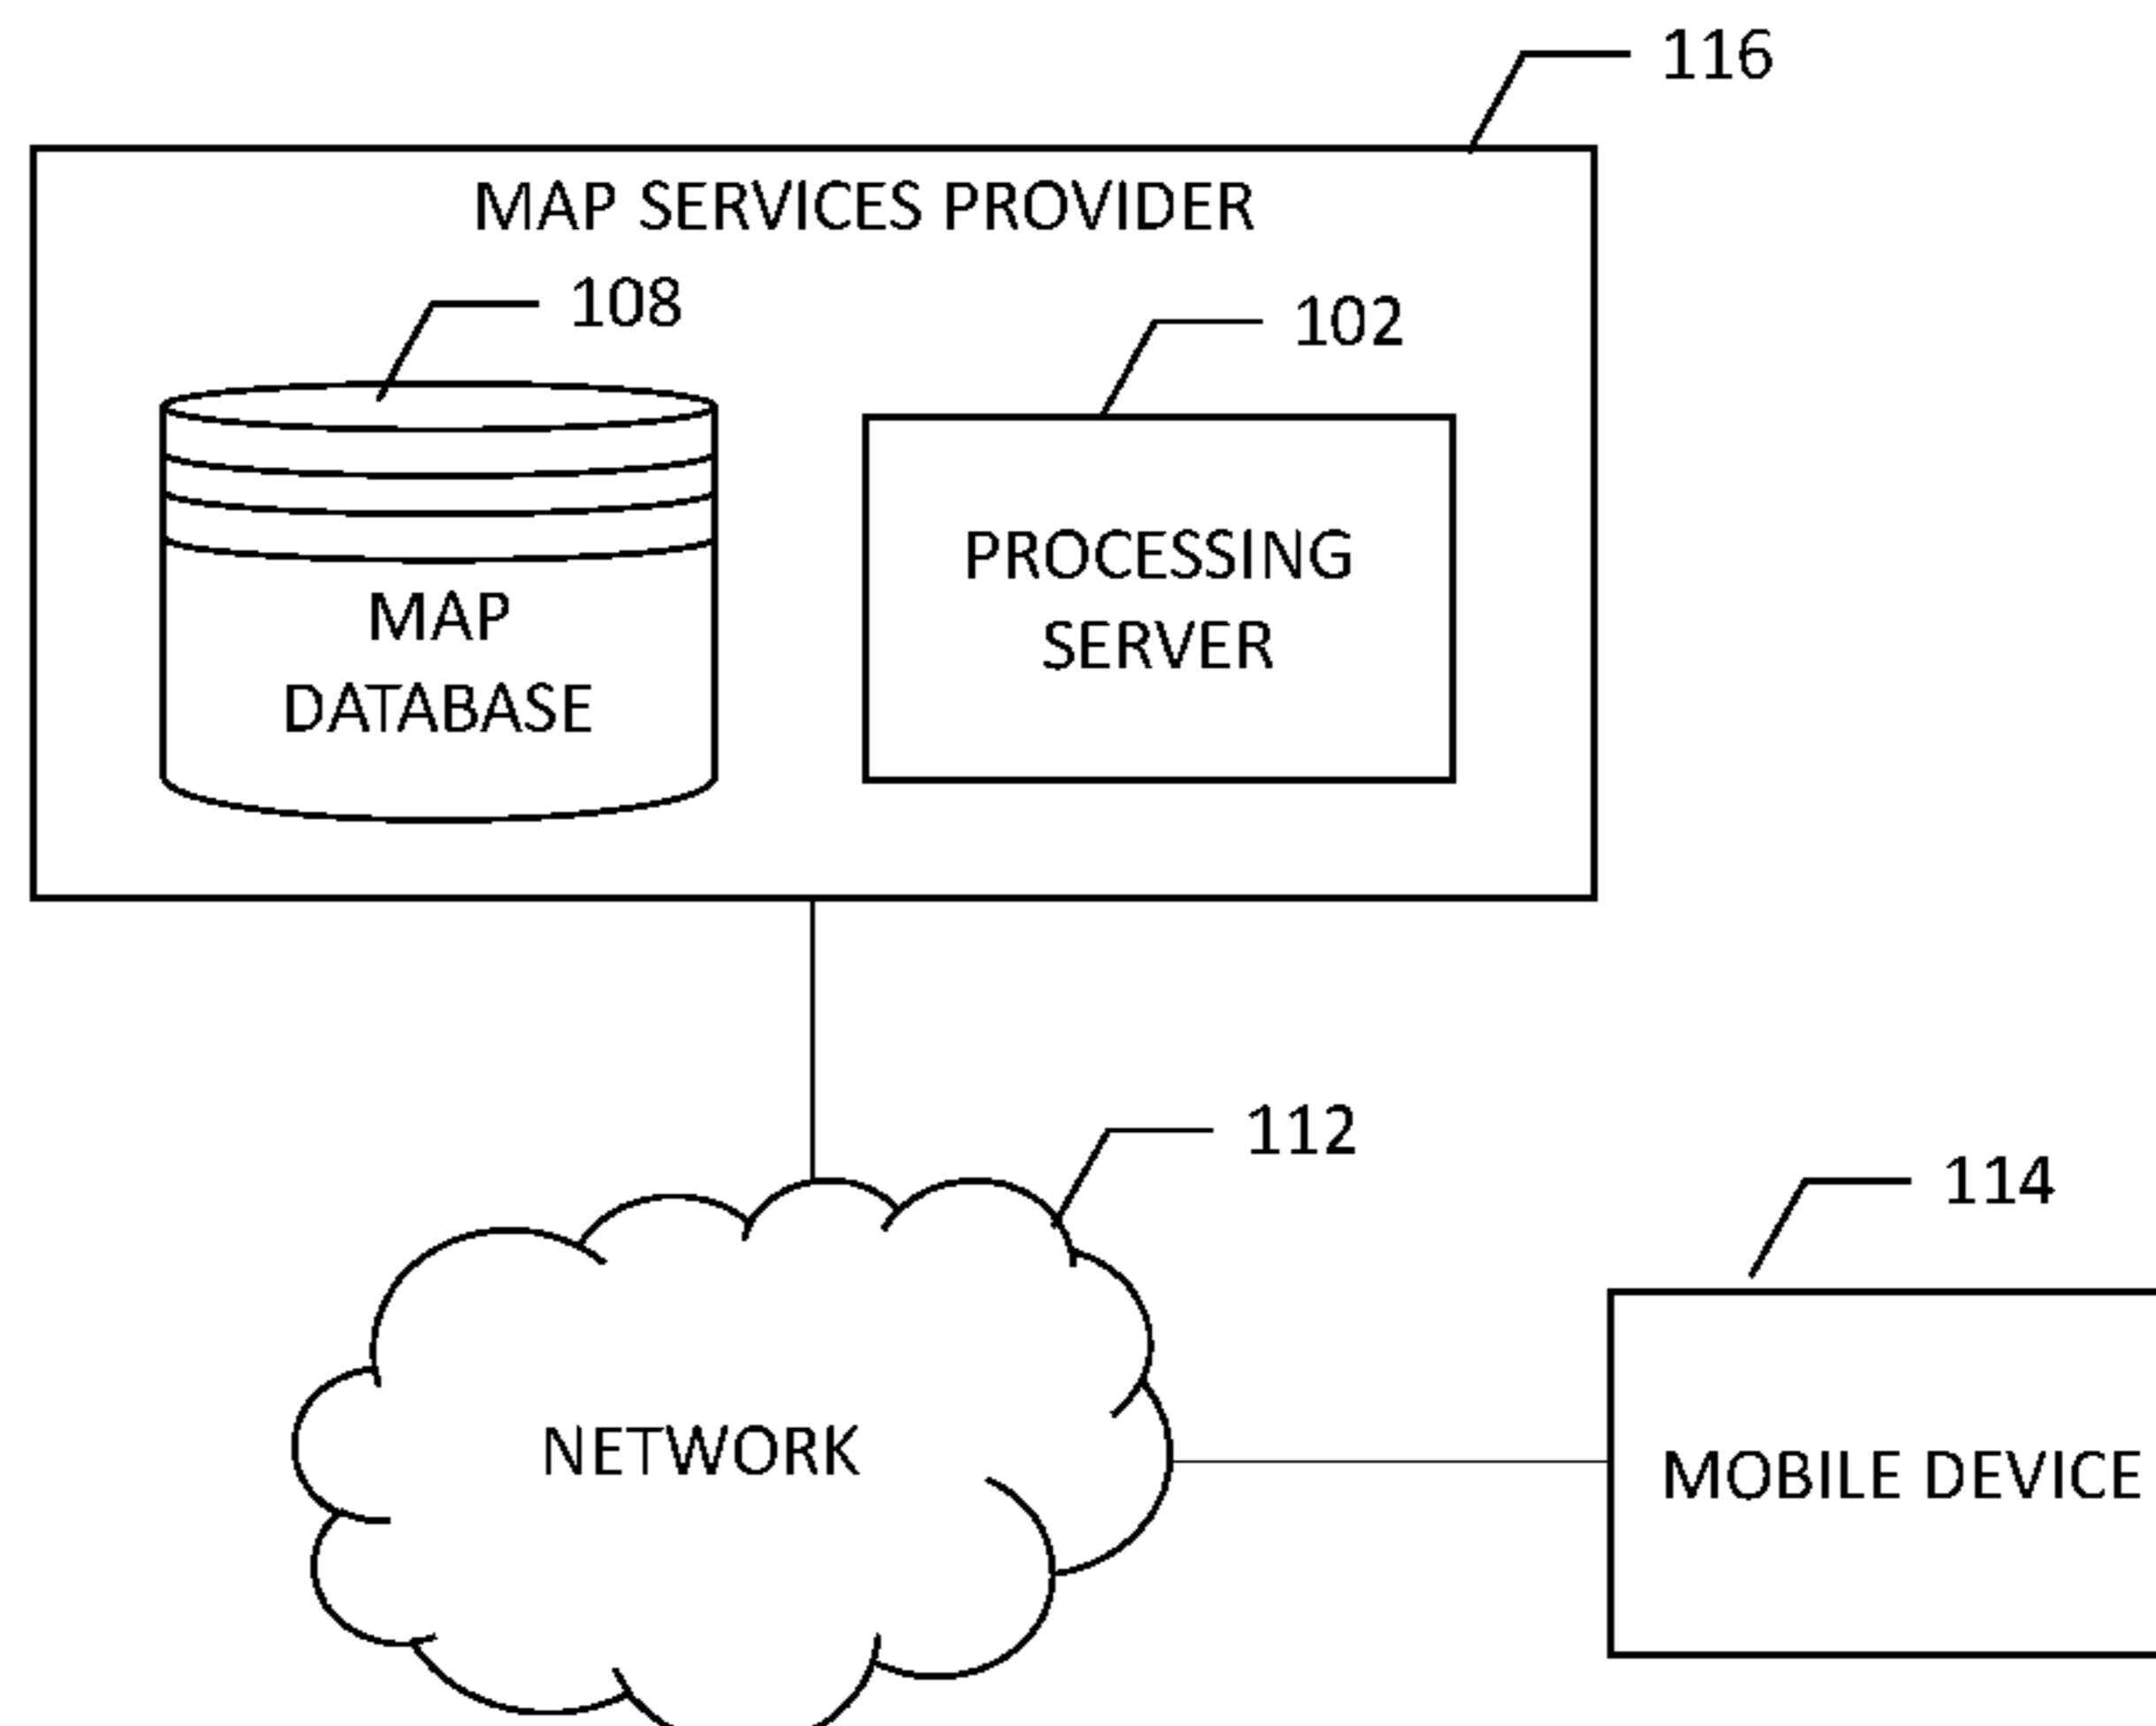 116
MAP SERVICES PROVIDER
108
102
PROCESSING
SERVER
MAP
DATABASE
112
114
NETWORK
MOBILE DEVICE